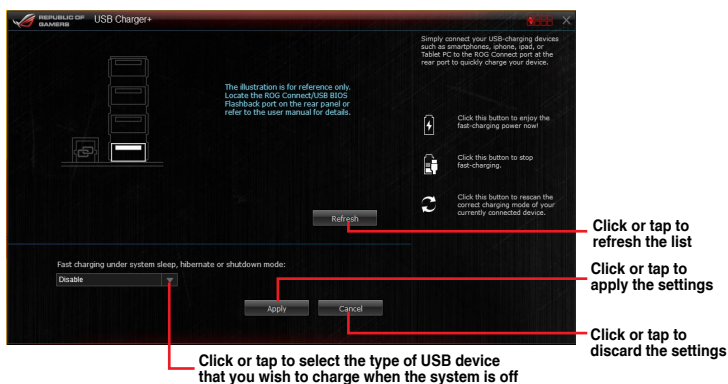 REPUBLIC OF
GAMERS
USB Charger+
Simply connect your USB-charging devices
such as smartphones, iphone, ipad, or
Tablet PC to the ROG Connect port at the
rear port to quickly charge your device.
The illustration is for reference only.
Locate the ROG Connect/USB BIOS
Flashback port on the rear panel or
refer to the user manual for details.
Click this button to enjoy the
fast-charging power now!
Click this button to stop
fast-charging.
Click this button to rescan the
correct charging mode of your
currently connected device.
Refresh
Click or tap to
refresh the list
Fast charging under system sleep, hibernate or shutdown mode:
Disable
Click or tap to
apply the settings
Apply
Cancel
Click or tap to
discard the settings
Click or tap to select the type of USB device
that you wish to charge when the system is off